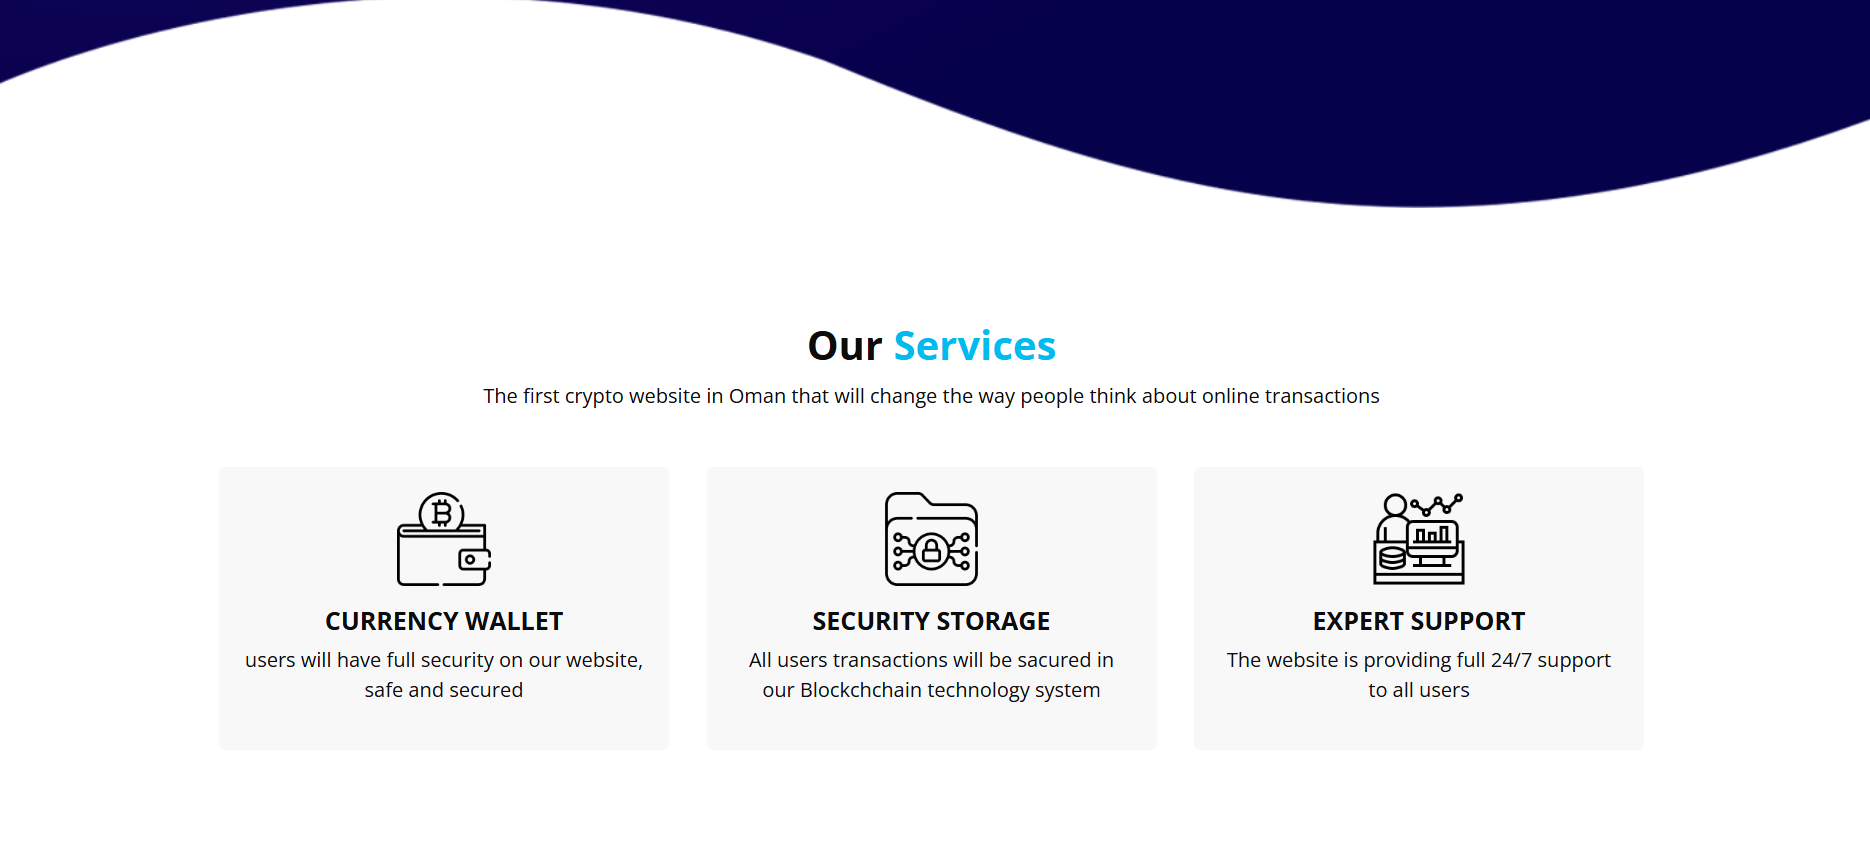 Our Services
The first crypto website in Oman that will change the way people think about online transactions
CURRENCY WALLET
users will have full security on our website,
safe and secured
SECURITY STORAGE
All users transactions will be sacured in
our Blockchchain technology system
EXPERT SUPPORT
The website is providing full 24/7 support
to all users